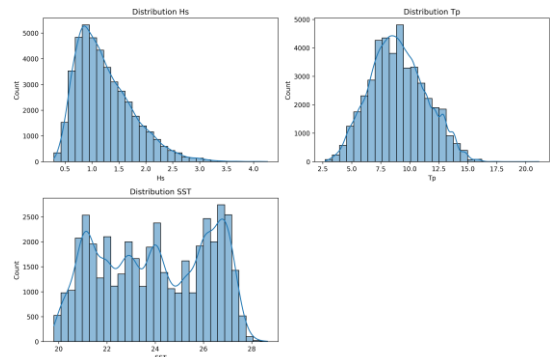 Distribution Hs
5000
4000
3000
2000
1000
0
Count
0.5 1.0 1.5 2.0 2.5 3.0 3.5 4.0
Hs
Distribution Tp
5000
4000
3000
2000
1000
0
Count
2.5 5.0 7.5 10.0 12.5 15.0 17.5 20.0
Tp
Distribution SST
2500
2000
1500
1000
500
0
Count
20 22 24 26 28
SST